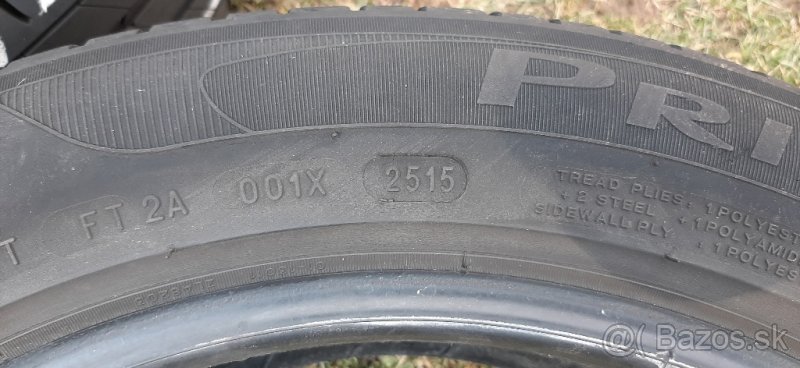 PRI
T FT 2A 001X 2515
TREAD PLIES: 1 POLYEST
+ 2 STEEL + 1 POLYAMID
SIDEWALL PLY : 1 POLYES
Bazos.sk